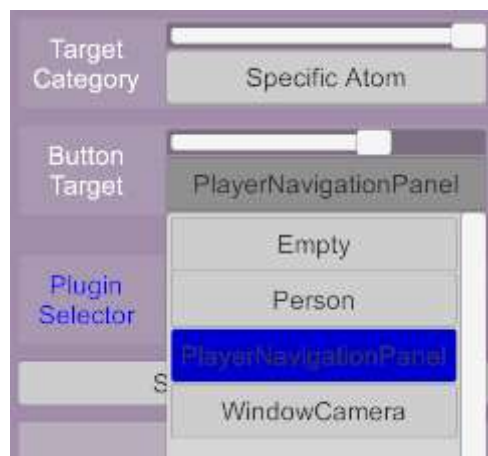 Target
Category
Specific Atom
Button
Target
PlayerNavigationPanel
Empty
Person
Plugin
Selector
PlayerNavigationPanel
S
WindowCamera